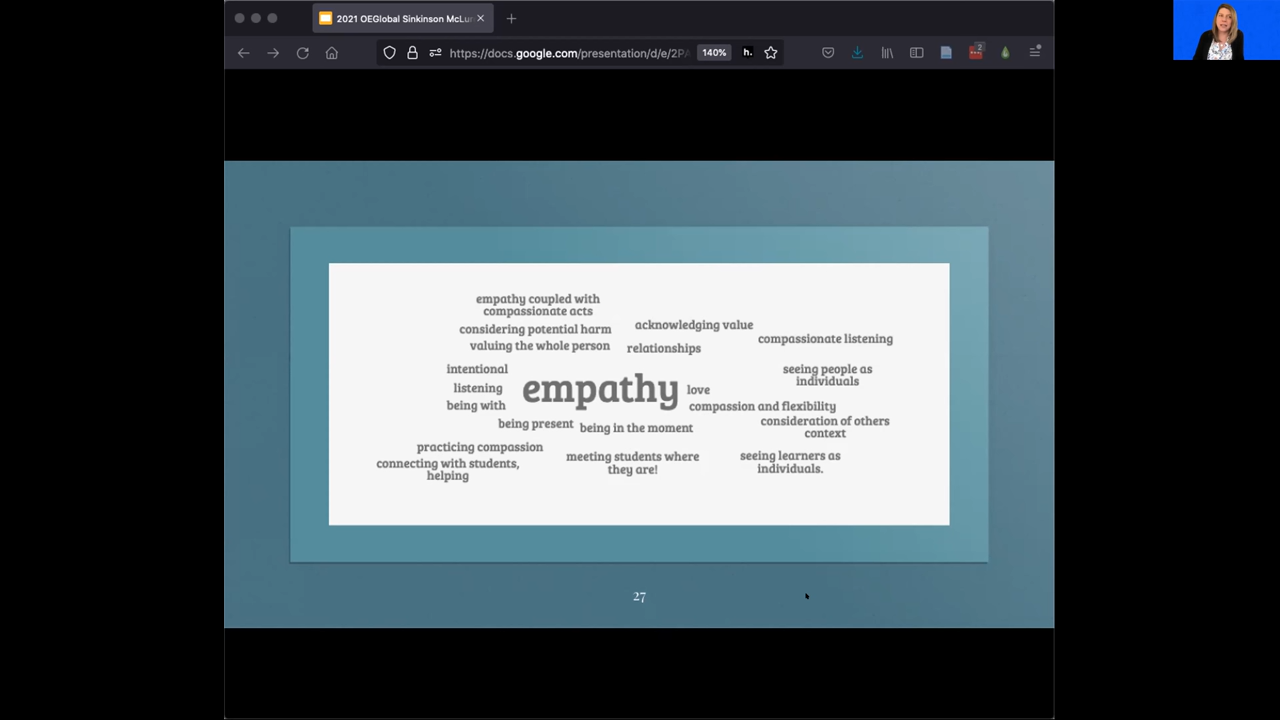 2021 OEGlobal Sinkinson McLu
https://docs.google.com/presentation/d/e/2PA
140%
h.
2
empathy coupled with
compassionate acts
considering potential harm
acknowledging value
valuing the whole person
relationships
compassionate listening
intentional
seeing people as
individuals
listening
empathy
love
being with
compassion and flexibility
being present
being in the moment
consideration of others
context
practicing compassion
meeting students where
they are!
seeing learners as
individuals.
connecting with students,
helping
27